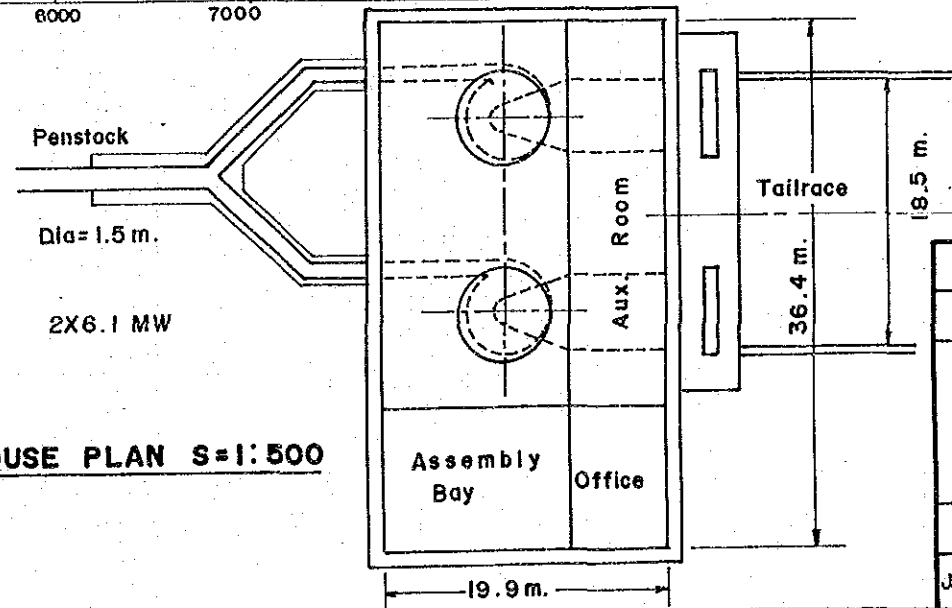 6000 7000
Penstock
Dia=1.5 m.
2X6.1 MW
USE PLAN S=1:500
Assembly
Bay
Office
Aux. Room
Tailrace
36.4 m.
18.5 m.
19.9 m.